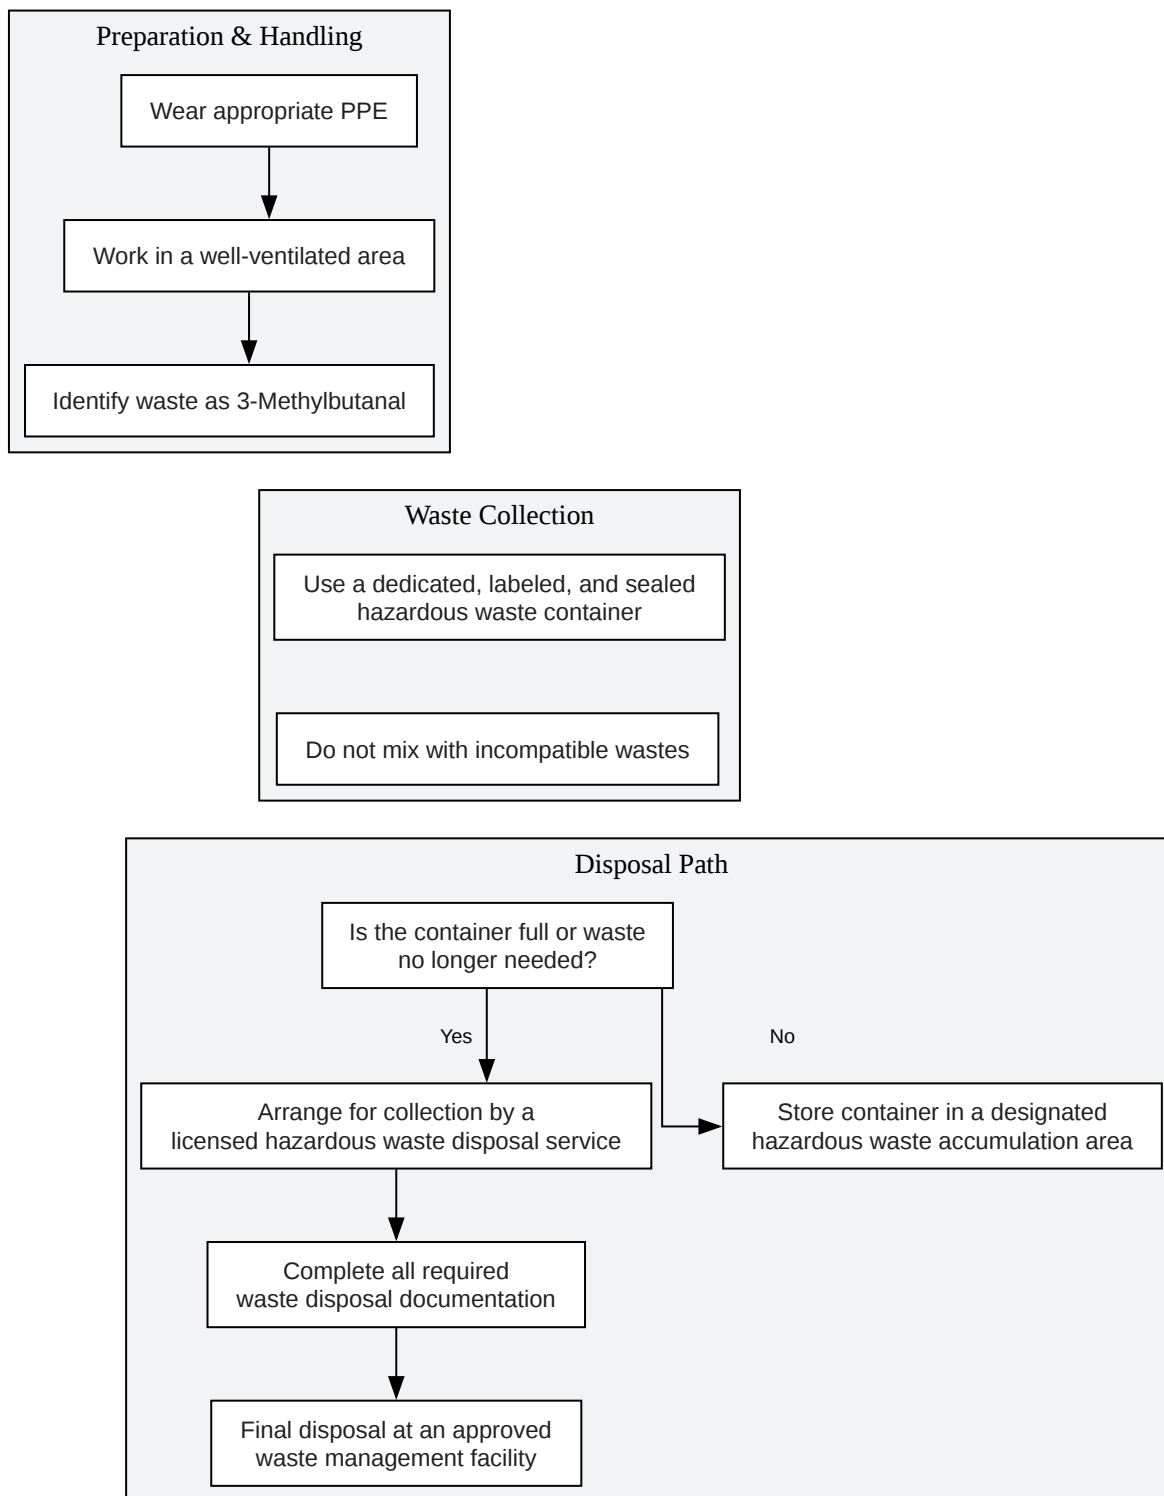 Preparation & Handling
Wear appropriate PPE
Work in a well-ventilated area
Identify waste as 3-Methylbutanal
Waste Collection
Use a dedicated, labeled, and sealed
hazardous waste container
Do not mix with incompatible wastes
Disposal Path
Is the container full or waste
no longer needed?
Yes
No
Arrange for collection by a
licensed hazardous waste disposal service
Store container in a designated
hazardous waste accumulation area
Complete all required
waste disposal documentation
Final disposal at an approved
waste management facility